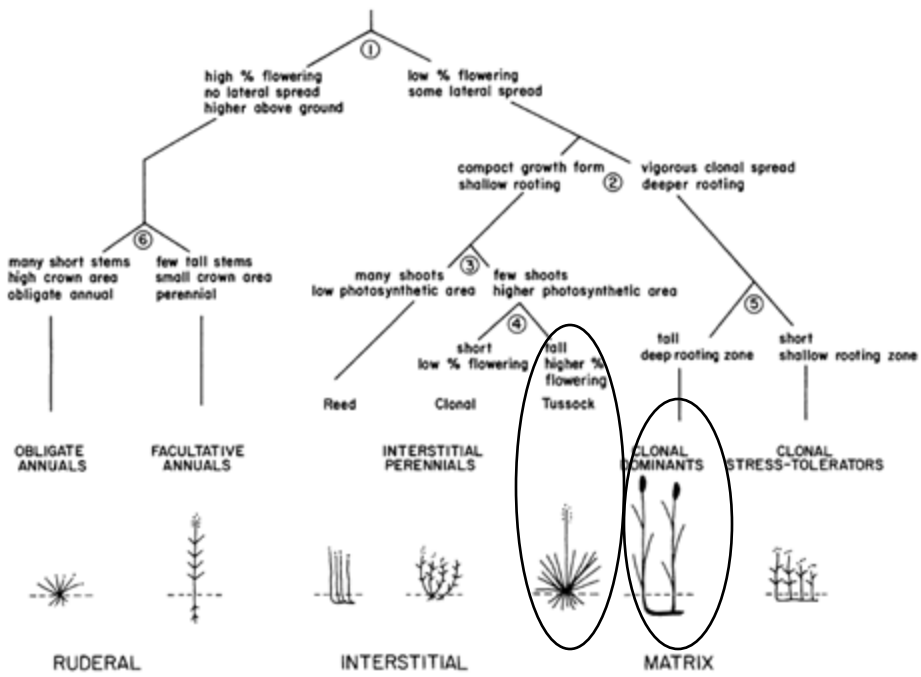 ①
high % flowering
no lateral spread
higher above ground
low % flowering
some lateral spread
compact growth form
shallow rooting
②
vigorous clonal spread
deeper rooting
⑥
many short stems
high crown area
obligate annual
few tall stems
small crown area
perennial
③
many shoots
low photosynthetic area
few shoots
higher photosynthetic area
④
short
low % flowering
tall
higher %
flowering
⑤
tall
deep rooting zone
short
shallow rooting zone
Reed
Clonal
Tussock
OBLIGATE
ANNUALS
FACULTATIVE
ANNUALS
INTERSTITIAL
PERENNIALS
CLONAL
DOMINANTS
CLONAL
STRESS-TOLERATORS
RUDERAL
INTERSTITIAL
MATRIX